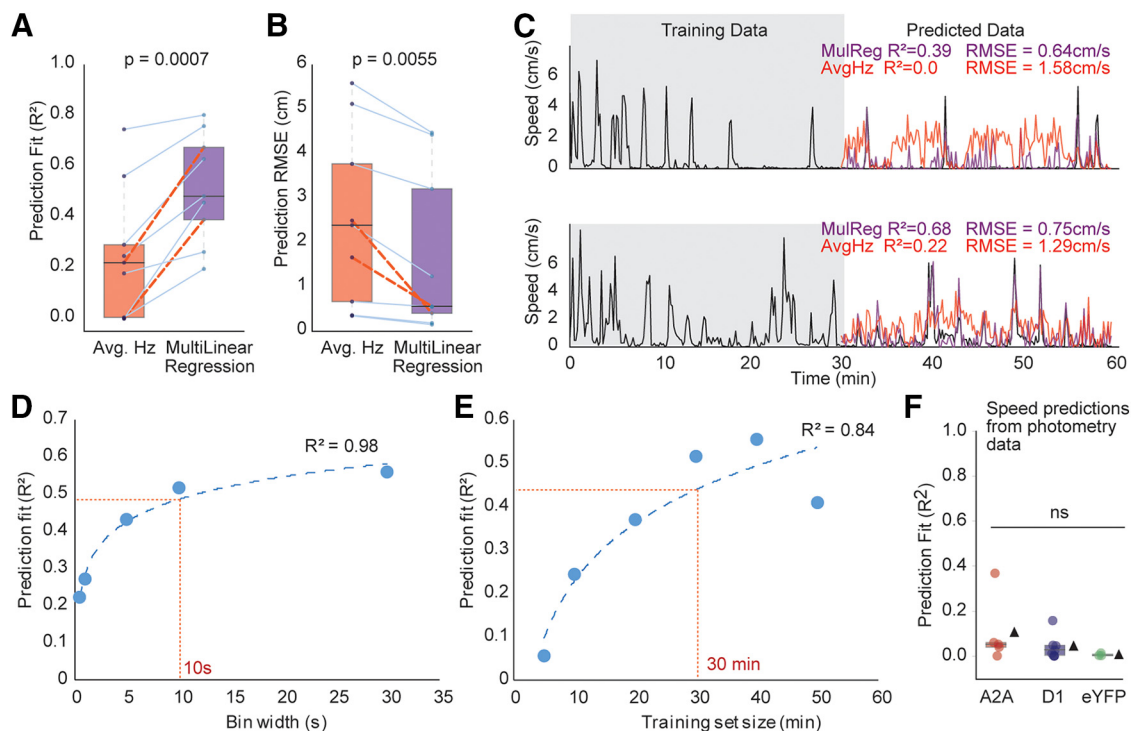 A
p = 0.0007
Prediction Fit (R²)
1.0
0.8
0.6
0.4
0.2
0.0
Avg. Hz
MultiLinear
Regression
B
p = 0.0055
Prediction RMSE (cm)
6
5
4
3
2
1
0
Avg. Hz
MultiLinear
Regression
C
Training Data
Predicted Data
MulReg R²=0.39 RMSE = 0.64cm/s
AvgHz R²=0.0 RMSE = 1.58cm/s
Speed (cm/s)
8
6
4
2
0
MulReg R²=0.68 RMSE = 0.75cm/s
AvgHz R²=0.22 RMSE = 1.29cm/s
Speed (cm/s)
8
6
4
2
0
0 10 20 30 40 50 60
Time (min)
D
R² = 0.98
Prediction fit (R²)
0.7
0.6
0.5
0.4
0.3
0.2
0.1
0
10s
0 5 10 15 20 25 30 35
Bin width (s)
E
R² = 0.84
Prediction fit (R²)
0.6
0.5
0.4
0.3
0.2
0.1
0
30 min
0 10 20 30 40 50 60
Training set size (min)
F
Speed predictions
from photometry
data
ns
Prediction Fit (R²)
1.0
0.8
0.6
0.4
0.2
0.0
A2A D1 eYFP